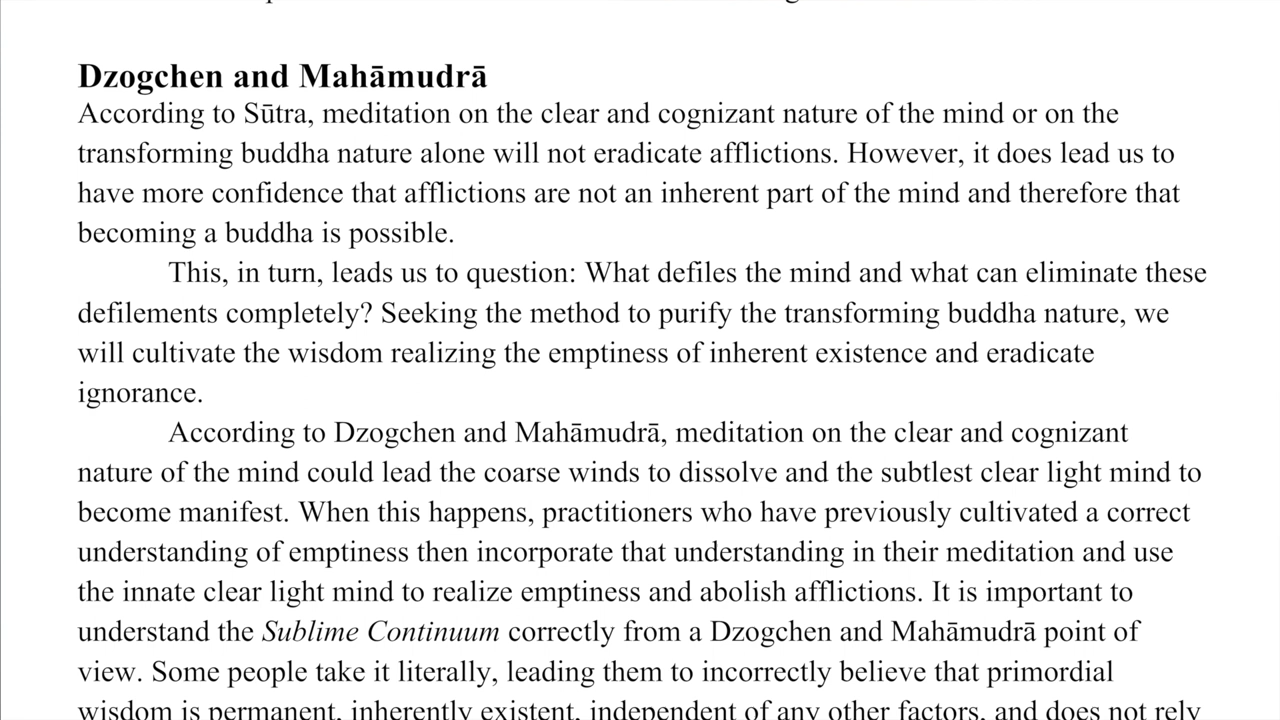 Dzogchen and Mahāmudrā
According to Sūtra, meditation on the clear and cognizant nature of the mind or on the
transforming buddha nature alone will not eradicate afflictions. However, it does lead us to
have more confidence that afflictions are not an inherent part of the mind and therefore that
becoming a buddha is possible.
This, in turn, leads us to question: What defiles the mind and what can eliminate these
defilements completely? Seeking the method to purify the transforming buddha nature, we
will cultivate the wisdom realizing the emptiness of inherent existence and eradicate
ignorance.
According to Dzogchen and Mahāmudrā, meditation on the clear and cognizant
nature of the mind could lead the coarse winds to dissolve and the subtlest clear light mind to
become manifest. When this happens, practitioners who have previously cultivated a correct
understanding of emptiness then incorporate that understanding in their meditation and use
the innate clear light mind to realize emptiness and abolish afflictions. It is important to
understand the Sublime Continuum correctly from a Dzogchen and Mahāmudrā point of
view. Some people take it literally, leading them to incorrectly believe that primordial
wisdom is permanent, inherently existent, independent of any other factors, and does not rely